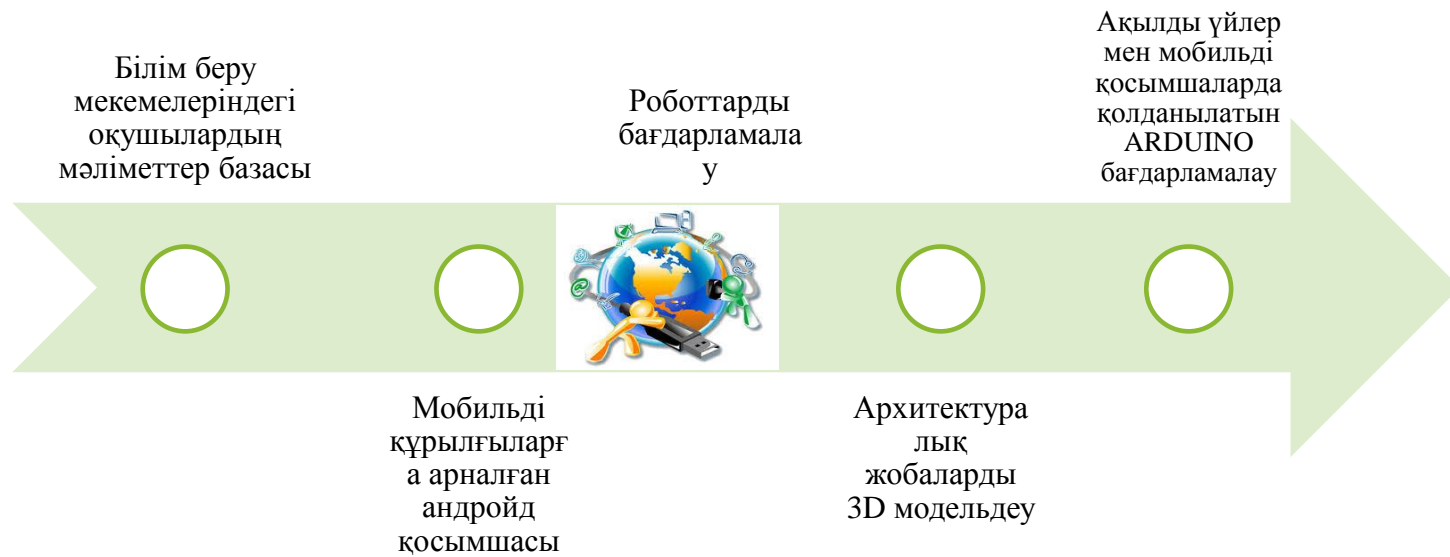 Білім беру
мекемелеріндегі
оқушылардың
мәліметтер базасы
Мобильді
құрылғыларғ
а арналған
андройд
қосымшасы
Роботтарды
бағдарламала
у
Архитектура
лық
жобаларды
3D модельдеу
Ақылды үйлер
мен мобильді
қосымшаларда
қолданылатын
ARDUINO
бағдарламалау